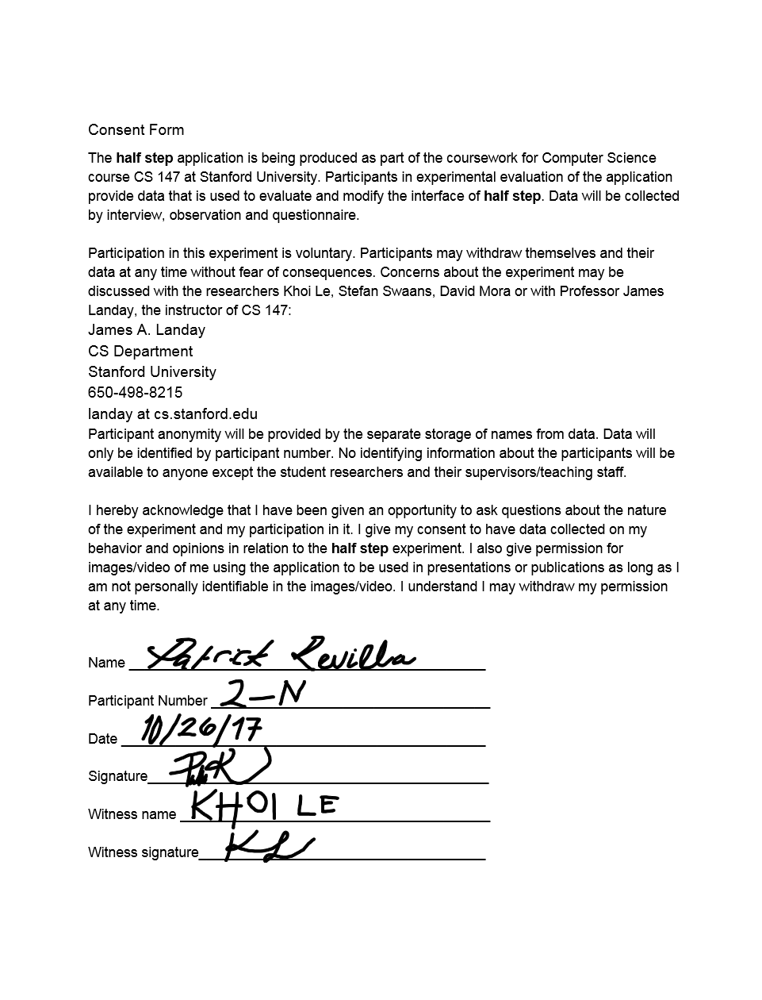 Consent Form
The half step application is being produced as part of the coursework for Computer Science
course CS 147 at Stanford University. Participants in experimental evaluation of the application
provide data that is used to evaluate and modify the interface of half step. Data will be collected
by interview, observation and questionnaire.
Participation in this experiment is voluntary. Participants may withdraw themselves and their
data at any time without fear of consequences. Concerns about the experiment may be
discussed with the researchers Khoi Le, Stefan Swaans, David Mora or with Professor James
Landay, the instructor of CS 147:
James A. Landay
CS Department
Stanford University
650-498-8215
landay at cs.stanford.edu
Participant anonymity will be provided by the separate storage of names from data. Data will
only be identified by participant number. No identifying information about the participants will be
available to anyone except the student researchers and their supervisors/teaching staff.
I hereby acknowledge that I have been given an opportunity to ask questions about the nature
of the experiment and my participation in it. I give my consent to have data collected on my
behavior and opinions in relation to the half step experiment. I also give permission for
images/video of me using the application to be used in presentations or publications as long as I
am not personally identifiable in the images/video. I understand I may withdraw my permission
at any time.
Name Patrick Revilla
Participant Number 2-N
Date 10/26/17
Signature
Witness name KHOI LE
Witness signature KL